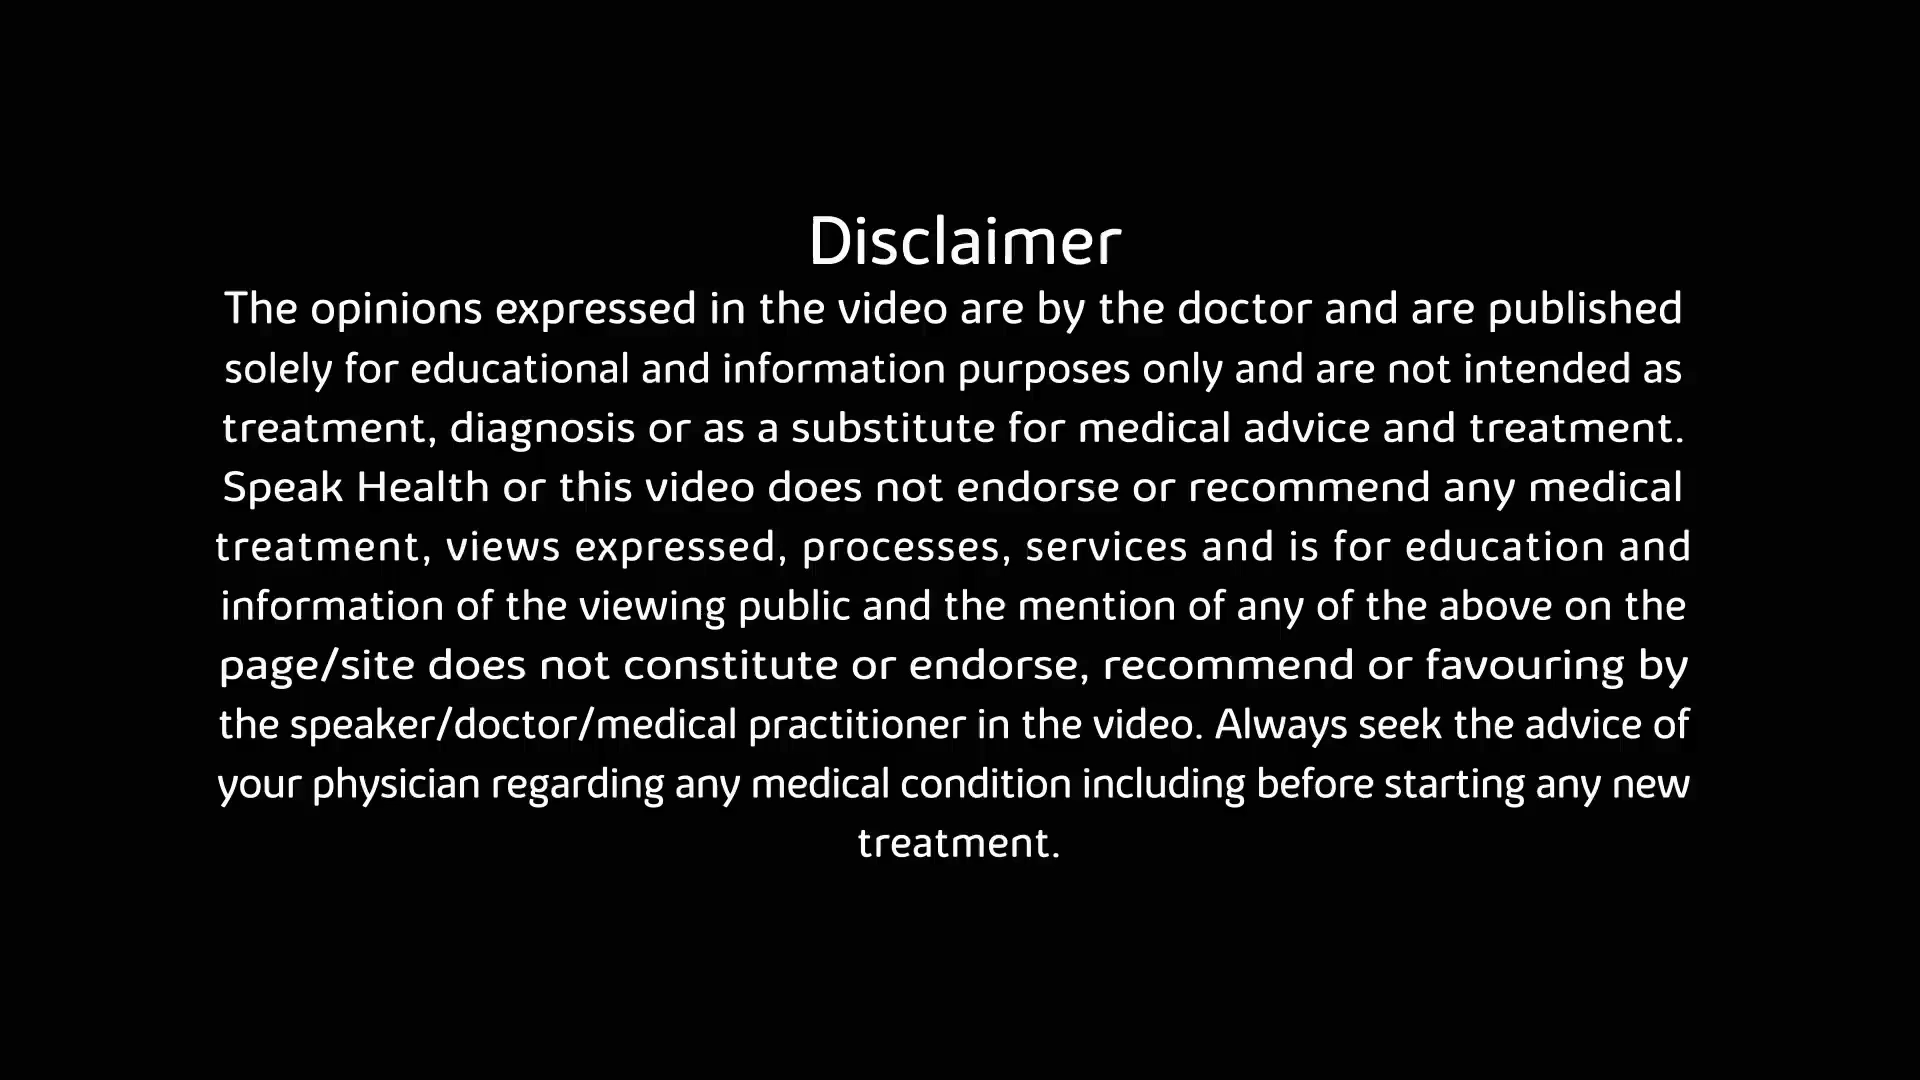 Disclaimer
The opinions expressed in the video are by the doctor and are published
solely for educational and information purposes only and are not intended as
treatment, diagnosis or as a substitute for medical advice and treatment.
Speak Health or this video does not endorse or recommend any medical
treatment, views expressed, processes, services and is for education and
information of the viewing public and the mention of any of the above on the
page/site does not constitute or endorse, recommend or favouring by
the speaker/doctor/medical practitioner in the video. Always seek the advice of
your physician regarding any medical condition including before starting any new
treatment.